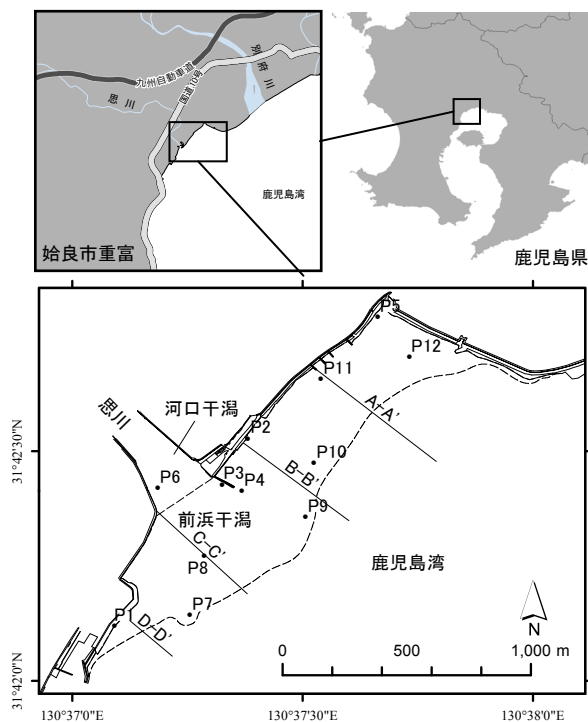 九州自動車道
国道10号
別府川
思川
鹿児島湾
姶良市重富
鹿児島県
P5
P12
P11
A-A'
思川
河口干潟
P2
P10
B-B'
P6
P3
P4
P9
前浜干潟
C-C'
P8
鹿児島湾
P7
P1
D-D'
N
0 500 1,000 m
31°42'30"N
31°42'0"N
130°37'0"E 130°37'30"E 130°38'0"E